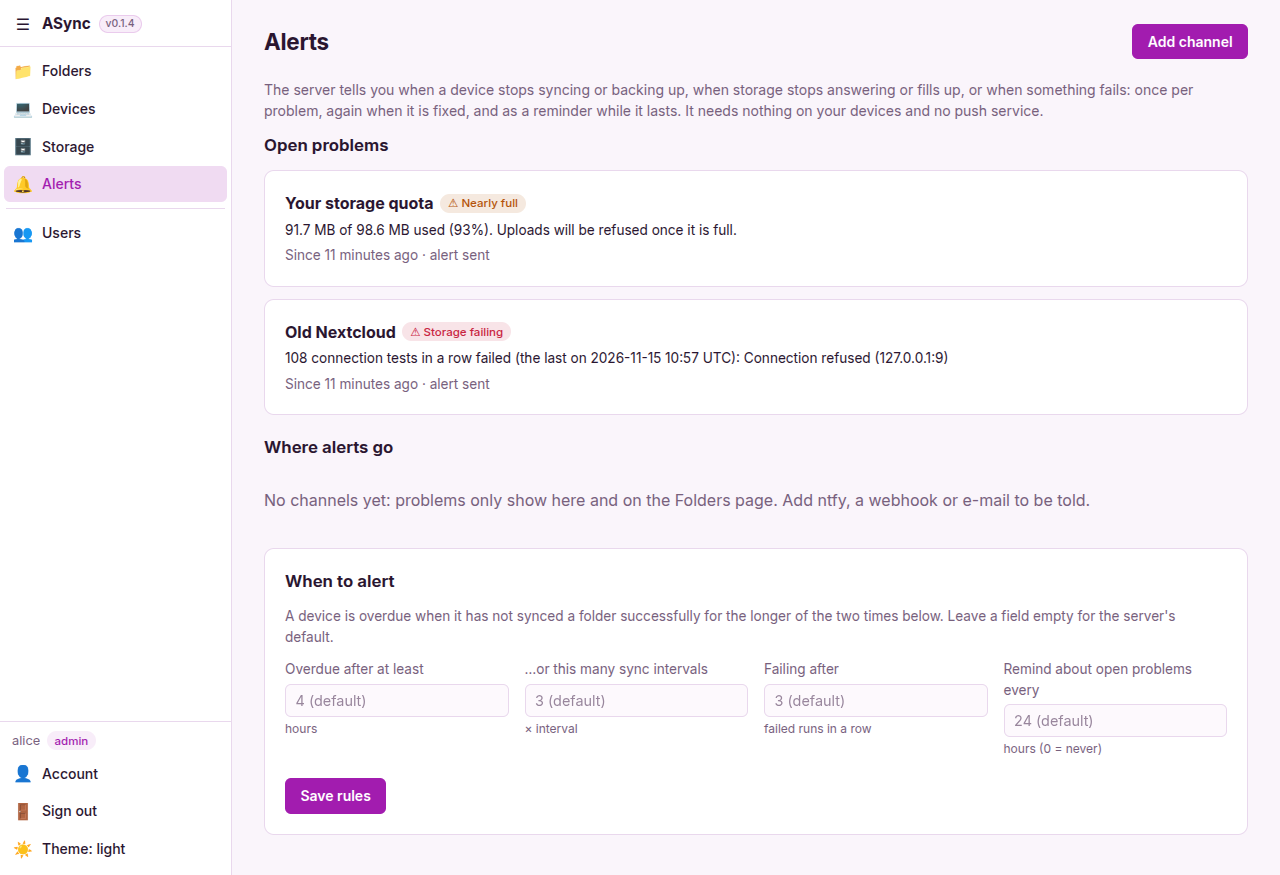 ☰ ASync v0.1.4
Folders
Devices
Storage
Alerts
Users
alice admin
Account
Sign out
Theme: light
Alerts
Add channel
The server tells you when a device stops syncing or backing up, when storage stops answering or fills up, or when something fails: once per
problem, again when it is fixed, and as a reminder while it lasts. It needs nothing on your devices and no push service.
Open problems
Your storage quota ⚠ Nearly full
91.7 MB of 98.6 MB used (93%). Uploads will be refused once it is full.
Since 11 minutes ago · alert sent
Old Nextcloud ⚠ Storage failing
108 connection tests in a row failed (the last on 2026-11-15 10:57 UTC): Connection refused (127.0.0.1:9)
Since 11 minutes ago · alert sent
Where alerts go
No channels yet: problems only show here and on the Folders page. Add ntfy, a webhook or e-mail to be told.
When to alert
A device is overdue when it has not synced a folder successfully for the longer of the two times below. Leave a field empty for the server's
default.
Overdue after at least
4 (default)
hours
…or this many sync intervals
3 (default)
× interval
Failing after
3 (default)
failed runs in a row
Remind about open problems
every
24 (default)
hours (0 = never)
Save rules